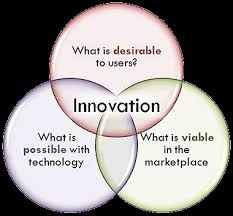 What is desirable
to users?
Innovation
What is
possible with
technology
What is viable
in the
marketplace